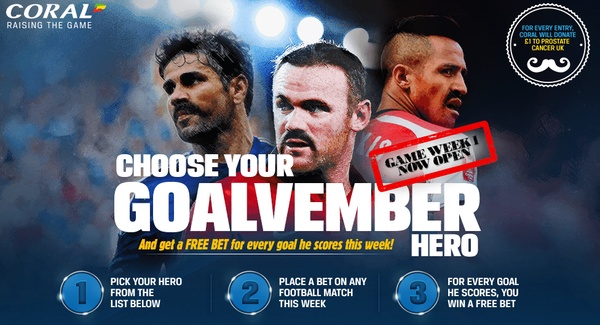 CORAL
RAISING THE GAME
FOR EVERY ENTRY,
CORAL WILL DONATE
£1 TO PROSTATE
CANCER UK
GAME WEEK 1
NOW OPEN
CHOOSE YOUR
GOALVEMBER
HERO
And get a FREE BET for every goal he scores this week!
1
PICK YOUR HERO
FROM THE
LIST BELOW
2
PLACE A BET ON ANY
FOOTBALL MATCH
THIS WEEK
3
FOR EVERY GOAL
HE SCORES, YOU
WIN A FREE BET